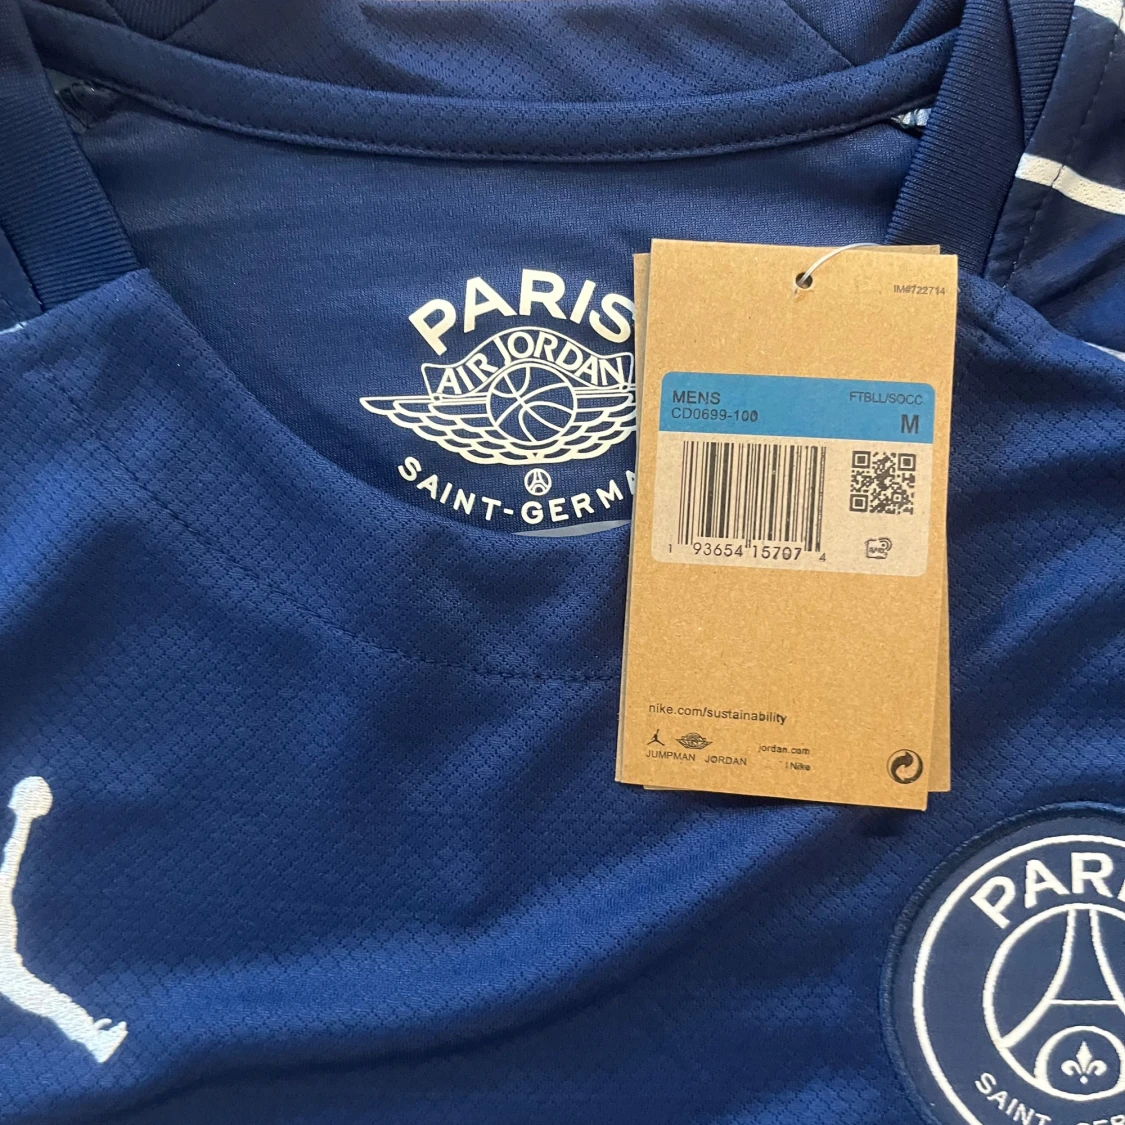 PARIS
AIR JORDAN
SAINT-GERM
IM#722714
MENS
FTBLL/SOCC
CD0699-100
M
1 93654 15707 4
nike.com/sustainability
jordan.com
JUMPMAN JORDAN
Nike
PARI
SAINT